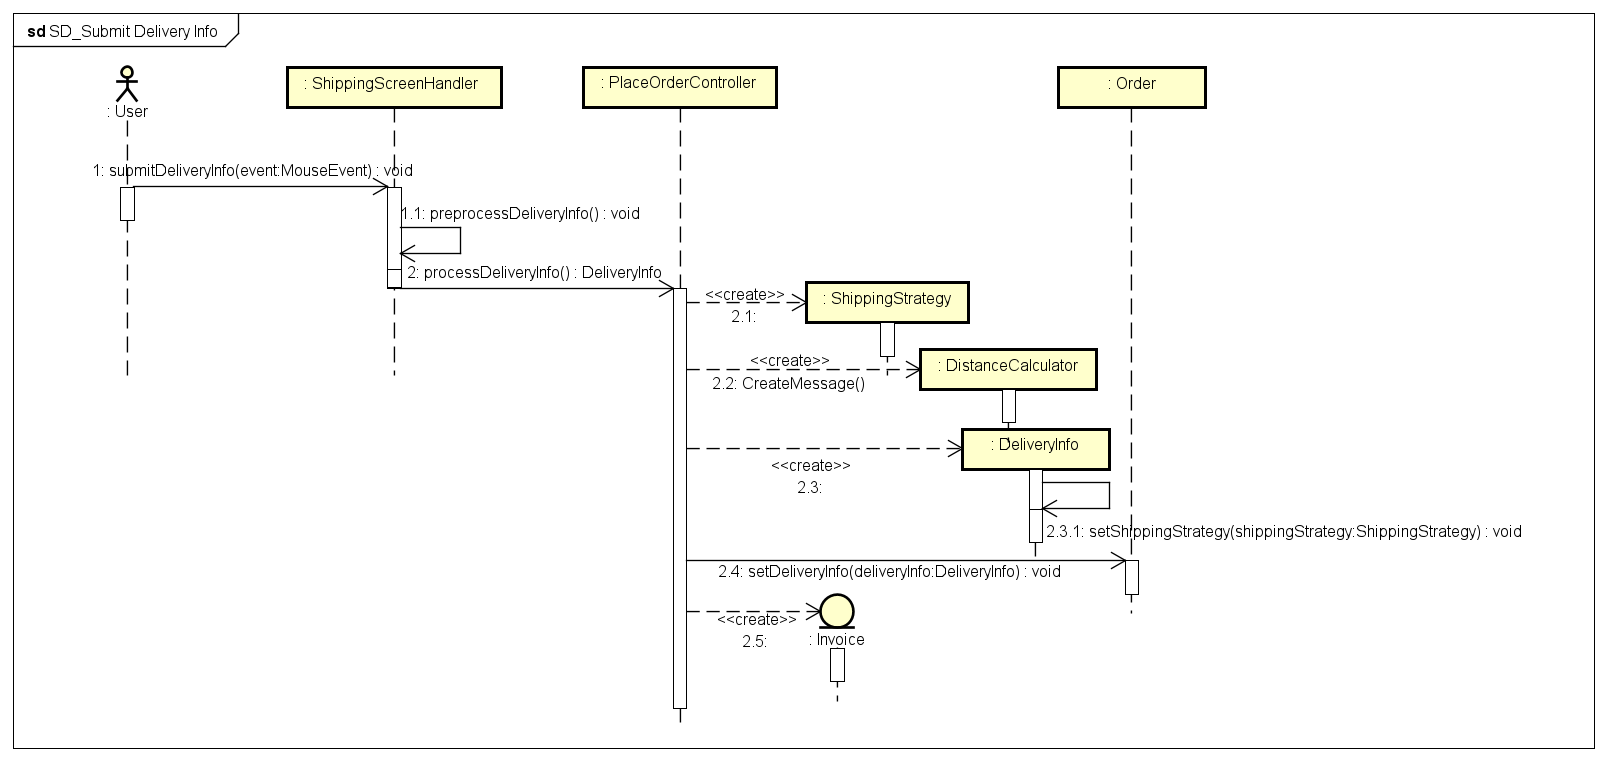 sd SD_Submit Delivery Info
: User
: ShippingScreenHandler
: PlaceOrderController
: Order
1: submitDeliveryInfo(event:MouseEvent) : void
1.1: preprocessDeliveryInfo() : void
2: processDeliveryInfo() : DeliveryInfo
<<create>>
2.1:
: ShippingStrategy
<<create>>
2.2: CreateMessage()
: DistanceCalculator
<<create>>
2.3:
: DeliveryInfo
2.3.1: setShippingStrategy(shippingStrategy:ShippingStrategy) : void
2.4: setDeliveryInfo(deliveryInfo:DeliveryInfo) : void
<<create>>
2.5:
: Invoice